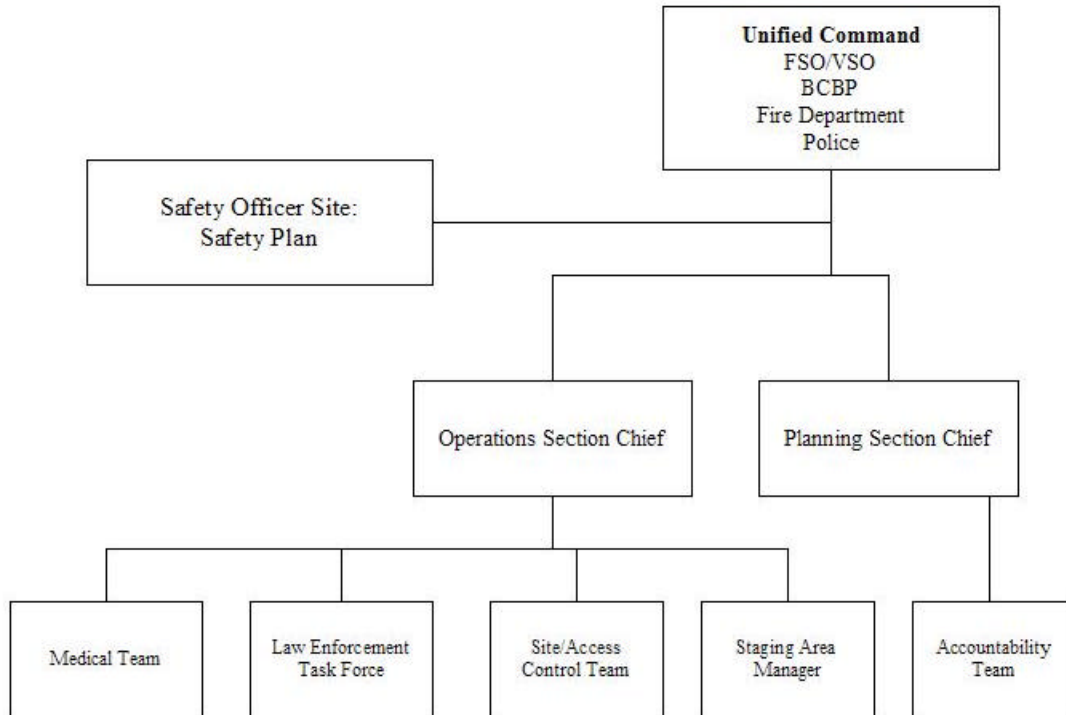 Unified Command
FSO/VSO
BCBP
Fire Department
Police
Safety Officer Site:
Safety Plan
Operations Section Chief
Planning Section Chief
Medical Team
Law Enforcement
Task Force
Site/Access
Control Team
Staging Area
Manager
Accountability
Team